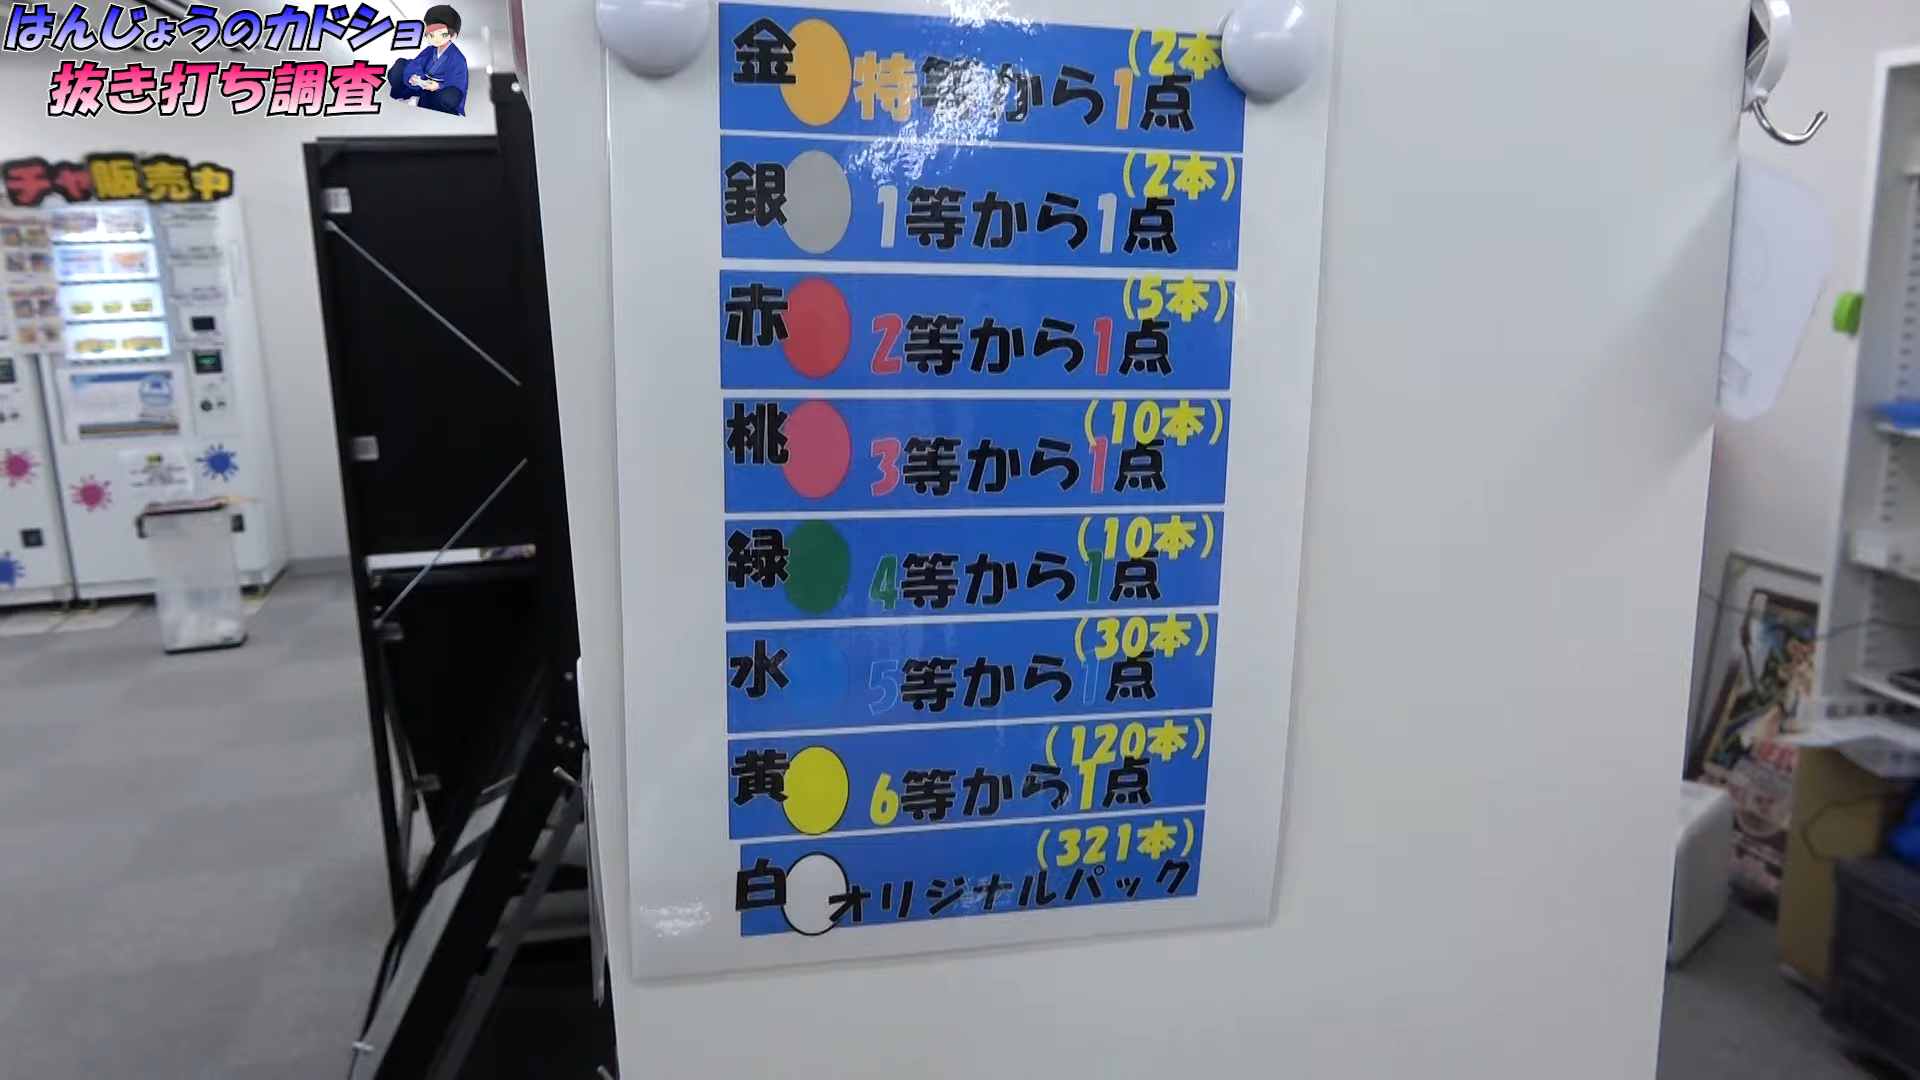 はんじょうのカドショ
抜き打ち調査
チャ販売中
金 特等から1点 (2本
銀 1等から1点 (2本)
赤 2等から1点 (5本)
桃 3等から1点 (10本)
緑 4等から1点 (10本)
水 5等から1点 (30本)
黄 6等から1点 (120本)
白 オリジナルパック (321本)